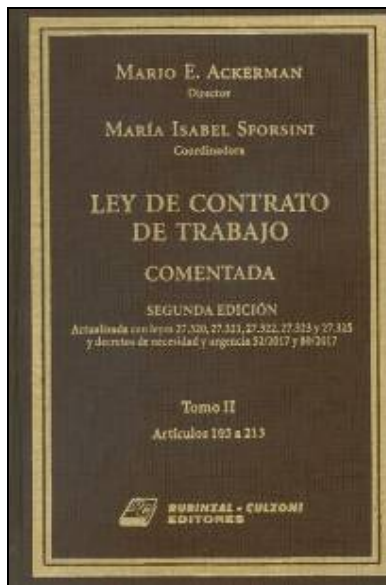 MARIO E. ACKERMAN
Director
MARÍA ISABEL SFORSINI
Coordinadora
LEY DE CONTRATO
DE TRABAJO
COMENTADA
SEGUNDA EDICIÓN
Actualizada con leyes 27.320, 27.321, 27.322, 27.323 y 27.325
y decretos de necesidad y urgencia 52/2017 y 80/2017
Tomo II
Artículos 103 a 213
RUBINZAL - CULZONI
EDITORES